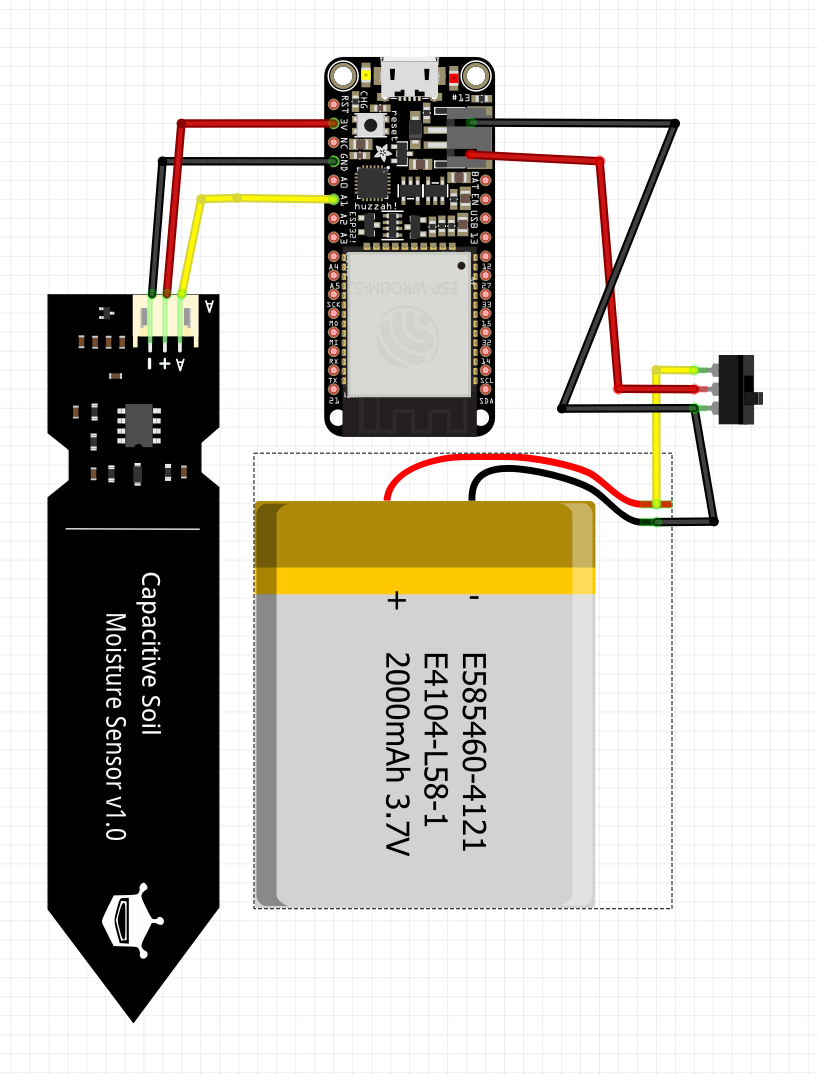 CHG
#13
reset
RST
3V
NC
GND
A0
A1
A2
A3
A4
A5
SCK
MO
MI
RX
TX
21
huzzah!
ESP32!
BAT
EN
USB
13
12
27
33
15
32
14
SCL
SDA
ESP-WROOM-32
A
- + A
Capacitive Soil
Moisture Sensor v1.0
+ -
E585460-4121
E4104-L58-1
2000mAh 3.7V